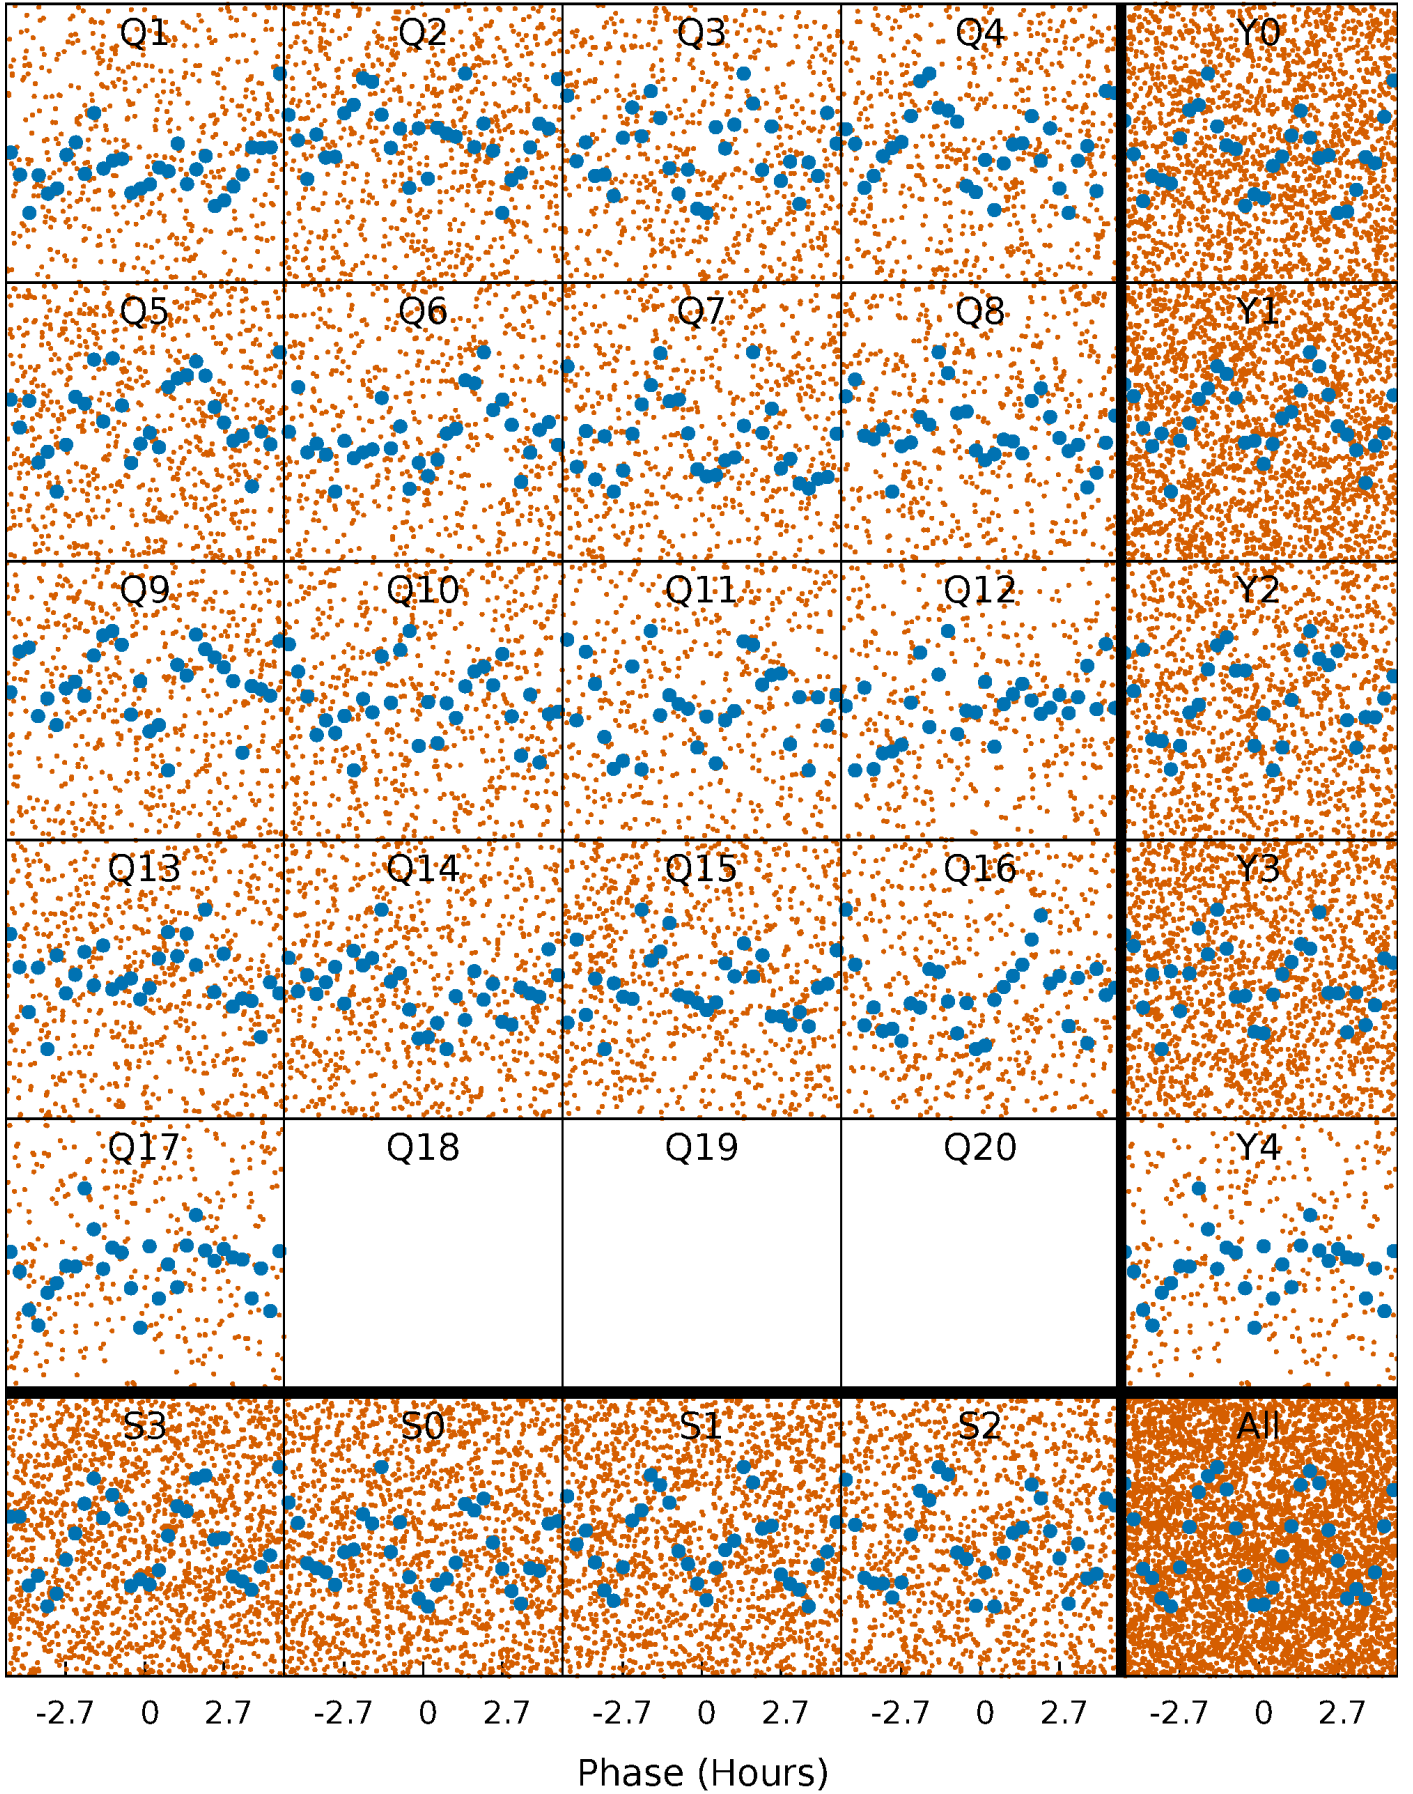 Q1 Q2 Q3 Q4 Y0
Q5 Q6 Q7 Q8 Y1
Q9 Q10 Q11 Q12 Y2
Q13 Q14 Q15 Q16 Y3
Q17 Q18 Q19 Q20 Y4
S3 S0 S1 S2 All
-2.7 0 2.7 -2.7 0 2.7 -2.7 0 2.7 -2.7 0 2.7 -2.7 0 2.7
Phase (Hours)